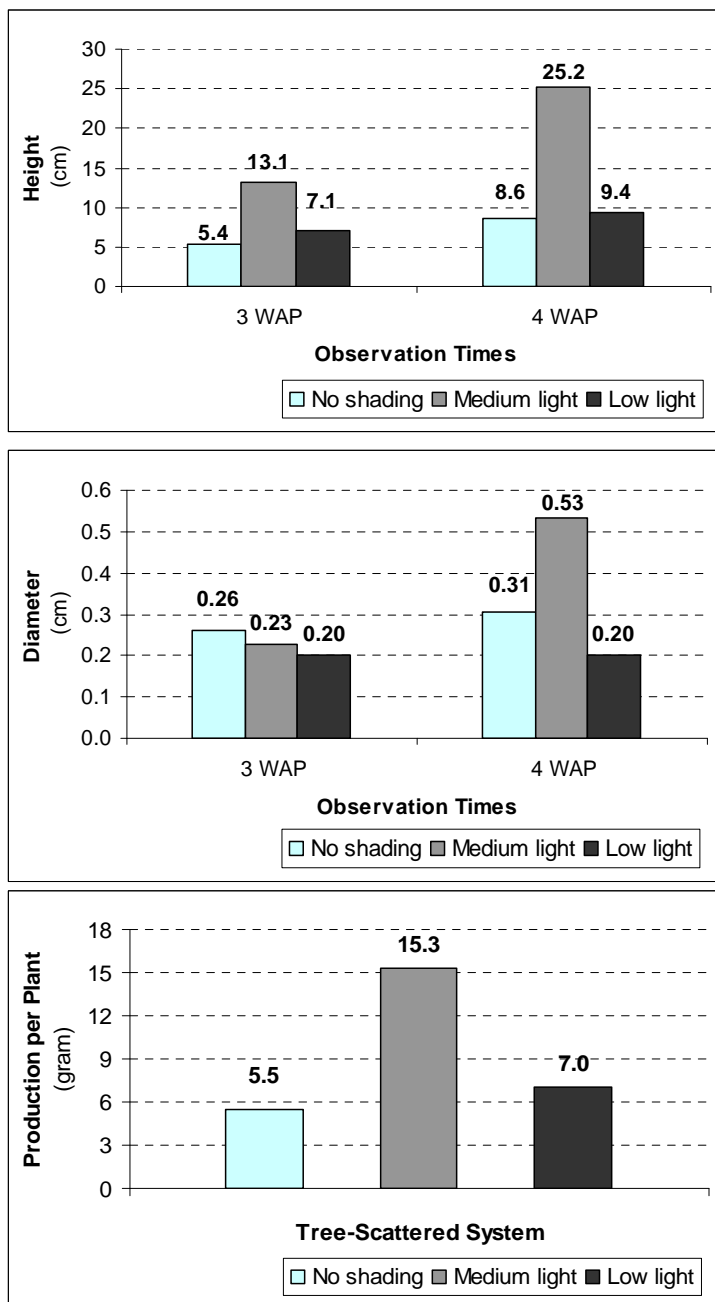 30
25
20
15
10
5
0
Height
(cm)
5.4
13.1
7.1
8.6
25.2
9.4
3 WAP
4 WAP
Observation Times
No shading Medium light Low light
0.6
0.5
0.4
0.3
0.2
0.1
0.0
Diameter
(cm)
0.26
0.23
0.20
0.31
0.53
0.20
3 WAP
4 WAP
Observation Times
No shading Medium light Low light
18
15
12
9
6
3
0
Production per Plant
(gram)
5.5
15.3
7.0
Tree-Scattered System
No shading Medium light Low light